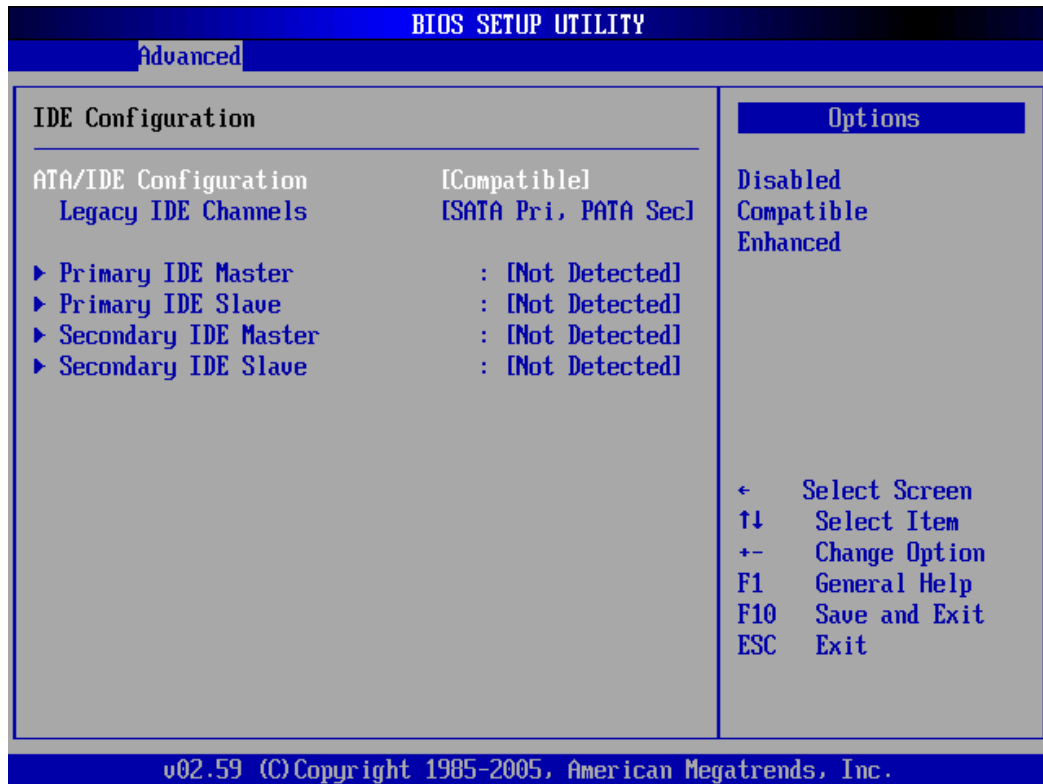 BIOS SETUP UTILITY
Advanced
IDE Configuration
ATA/IDE Configuration [Compatible]
Legacy IDE Channels [SATA Pri, PATA Sec]
▶ Primary IDE Master : [Not Detected]
▶ Primary IDE Slave : [Not Detected]
▶ Secondary IDE Master : [Not Detected]
▶ Secondary IDE Slave : [Not Detected]
Options
Disabled
Compatible
Enhanced
← Select Screen
↑↓ Select Item
+- Change Option
F1 General Help
F10 Save and Exit
ESC Exit
v02.59 (C)Copyright 1985-2005, American Megatrends, Inc.